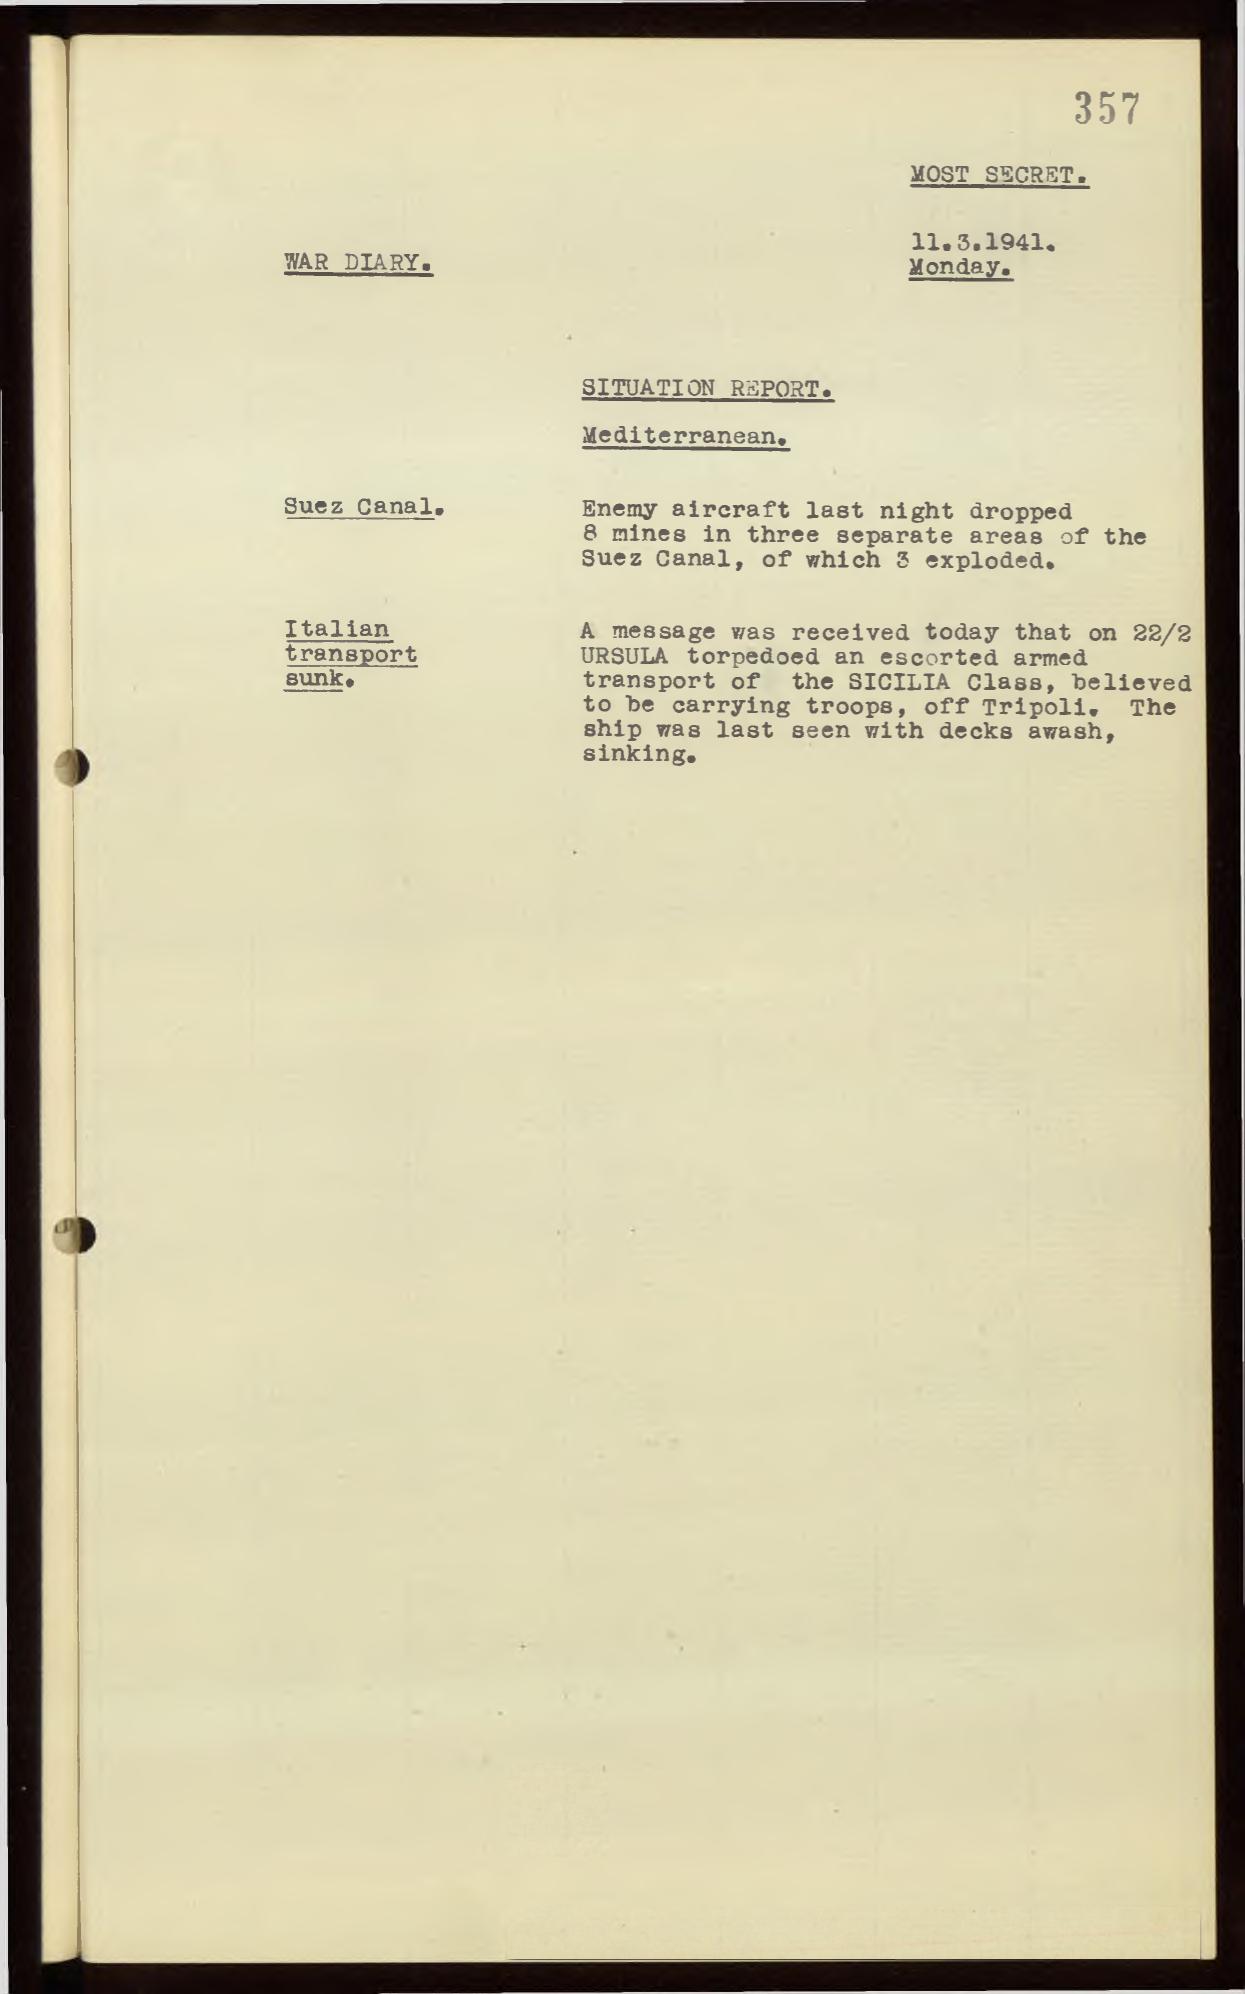 357
MOST SECRET.
11.3.1941.
Monday.
WAR DIARY.
SITUATION REPORT.
Mediterranean.
Suez Canal.
Enemy aircraft last night dropped
8 mines in three separate areas of the
Suez Canal, of which 3 exploded.
Italian
transport
sunk.
A message was received today that on 22/2
URSULA torpedoed an escorted armed
transport of the SICILIA Class, believed
to be carrying troops, off Tripoli. The
ship was last seen with decks awash,
sinking.